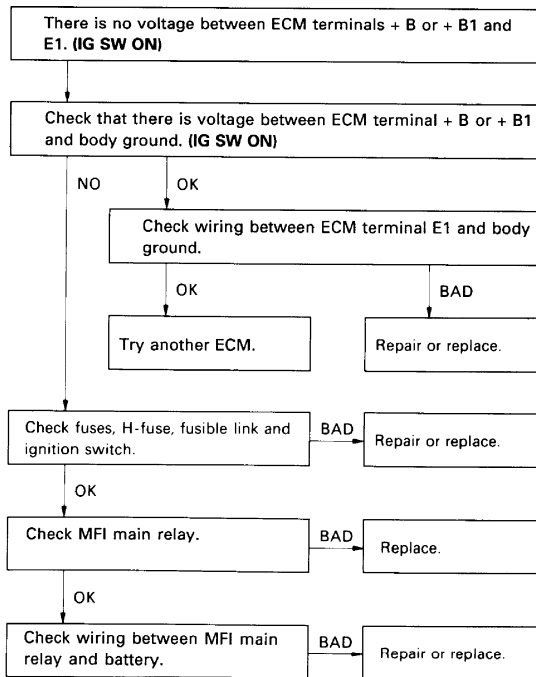 There is no voltage between ECM terminals + B or + B1 and
E1. (IG SW ON)
Check that there is voltage between ECM terminal + B or + B1
and body ground. (IG SW ON)
NO
OK
Check wiring between ECM terminal E1 and body
ground.
OK
BAD
Try another ECM.
Repair or replace.
Check fuses, H-fuse, fusible link and
ignition switch.
BAD
Repair or replace.
OK
Check MFI main relay.
BAD
Replace.
OK
Check wiring between MFI main
relay and battery.
BAD
Repair or replace.